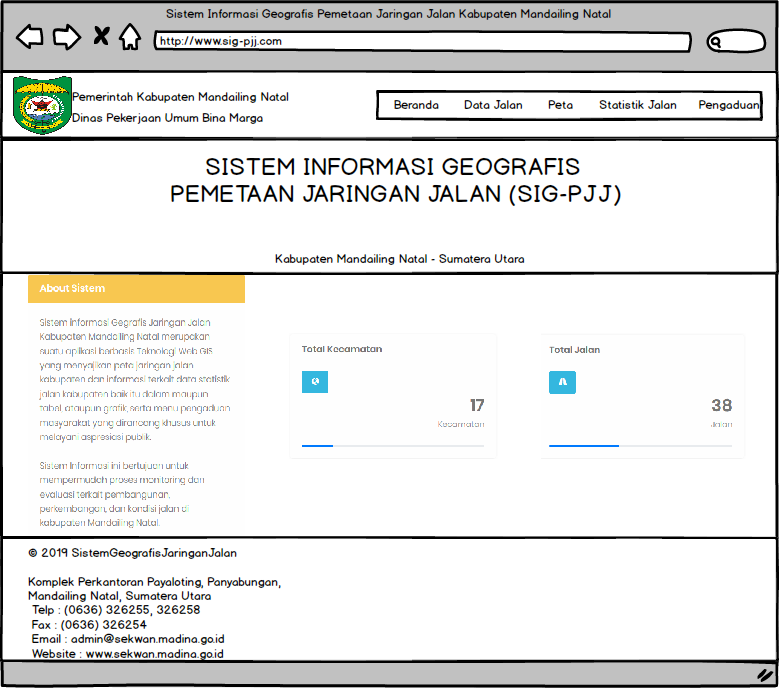 Sistem Informasi Geografis Pemetaan Jaringan Jalan Kabupaten Mandailing Natal
http://www.sig-pjj.com
Pemerintah Kabupaten Mandailing Natal
Dinas Pekerjaan Umum Bina Marga
Beranda Data Jalan Peta Statistik Jalan Pengaduan
SISTEM INFORMASI GEOGRAFIS
PEMETAAN JARINGAN JALAN (SIG-PJJ)
Kabupaten Mandailing Natal - Sumatera Utara
About Sistem
Sistem informasi Gegrafis Jaringan Jalan
Kabupaten Mandailing Natal merupakan
suatu aplikasi berbasis Teknologi Web GIS
yang menyajikan peta jaringan jalan
kabupaten dan informasi terkait data statistik
jalan kabupaten baik itu dalam maupun
tabel, ataupun grafik, serta menu pengaduan
masyarakat yang dirancang khusus untuk
melayani aspresiasi publik.
Sistem Informasi ini bertujuan untuk
mempermudah proses monitoring dan
evaluasi terkait pembangunan,
perkembangan, dan kondisi jalan di
kabupaten Mandailing Natal.
Total Kecamatan
17
Kecamatan
Total Jalan
38
Jalan
© 2019 SistemGeografisJaringanJalan
Komplek Perkantoran Payaloting, Panyabungan,
Mandailing Natal, Sumatera Utara
Telp : (0636) 326255, 326258
Fax : (0636) 326254
Email : admin@sekwan.madina.go.id
Website : www.sekwan.madina.go.id